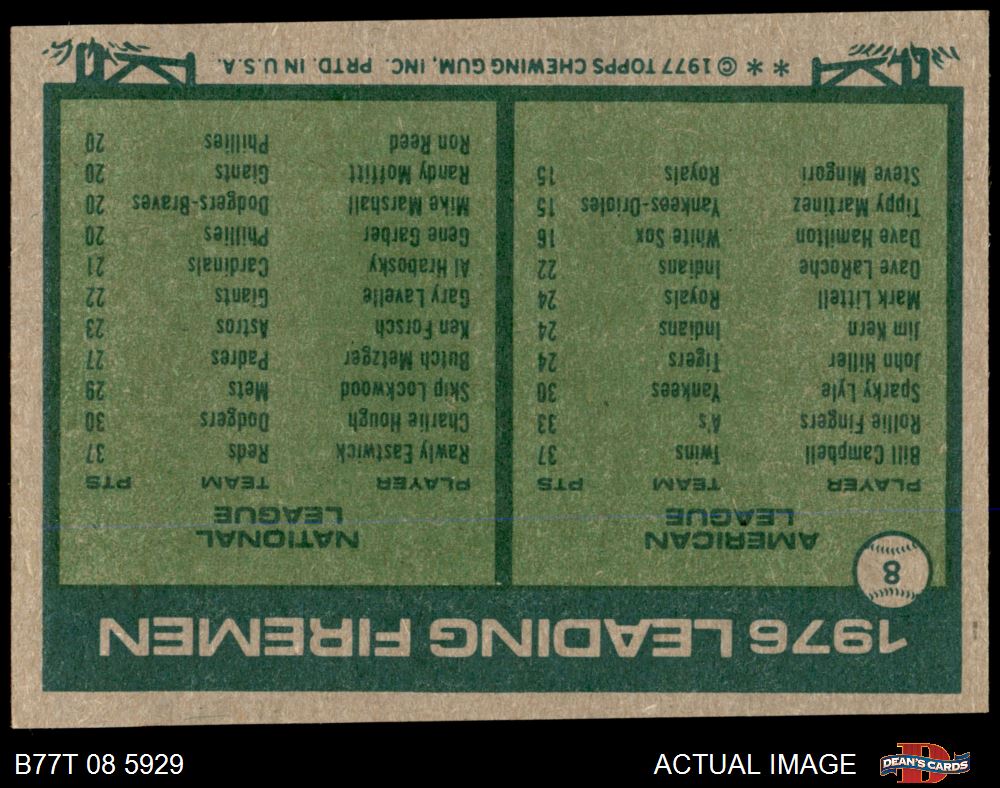 8
1976 LEADING FIREMEN
AMERICAN
LEAGUE
PLAYER TEAM PTS
Bill Campbell Twins 37
Rollie Fingers A's 33
Sparky Lyle Yankees 30
John Hiller Tigers 24
Jim Kern Indians 24
Mark Littell Royals 24
Dave LaRoche Indians 22
Dave Hamilton White Sox 16
Tippy Martinez Yankees-Orioles 15
Steve Mingori Royals 15
NATIONAL
LEAGUE
PLAYER TEAM PTS
Rawly Eastwick Reds 37
Charlie Hough Dodgers 30
Skip Lockwood Mets 29
Butch Metzger Padres 27
Ken Forsch Astros 23
Gary Lavelle Giants 22
Al Hrabosky Cardinals 21
Gene Garber Phillies 20
Mike Marshall Dodgers-Braves 20
Randy Moffitt Giants 20
Ron Reed Phillies 20
* * © 1977 TOPPS CHEWING GUM, INC. PRTD. IN U.S.A.
B77T 08 5929
ACTUAL IMAGE
DEAN'S CARDS